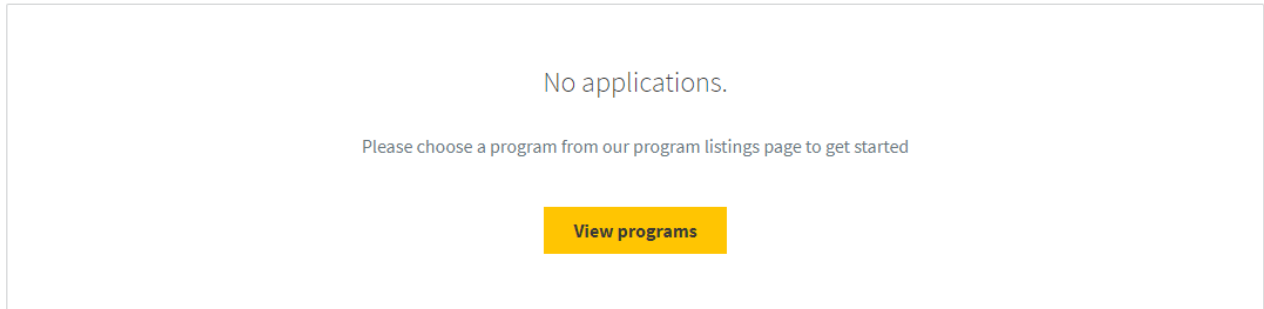 No applications.
Please choose a program from our program listings page to get started
View programs